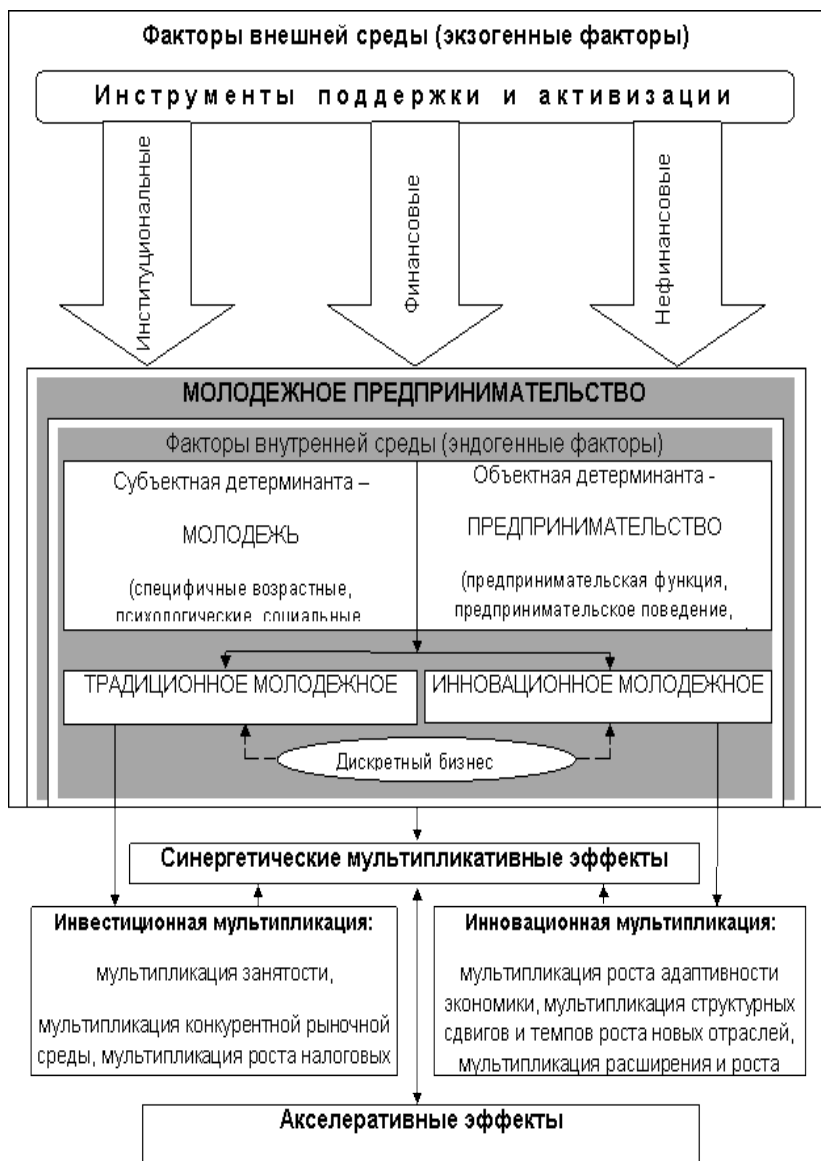 Факторы внешней среды (экзогенные факторы)
Инструменты поддержки и активизации
Институциональные
Финансовые
Нефинансовые
МОЛОДЕЖНОЕ ПРЕДПРИНИМАТЕЛЬСТВО
Факторы внутренней среды (эндогенные факторы)
Субъектная детерминанта –
МОЛОДЕЖЬ
(специфичные возрастные,
психологические, социальные
Объектная детерминанта -
ПРЕДПРИНИМАТЕЛЬСТВО
(предпринимательская функция,
предпринимательское поведение,
ТРАДИЦИОННОЕ МОЛОДЕЖНОЕ
ИННОВАЦИОННОЕ МОЛОДЕЖНОЕ
Дискретный бизнес
Синергетические мультипликативные эффекты
Инвестиционная мультипликация:
мультипликация занятости,
мультипликация конкурентной рыночной
среды, мультипликация роста налоговых
Инновационная мультипликация:
мультипликация роста адаптивности
экономики, мультипликация структурных
сдвигов и темпов роста новых отраслей,
мультипликация расширения и роста
Акселеративные эффекты